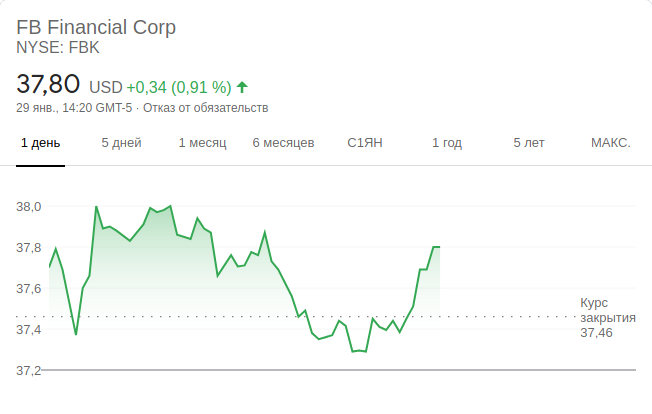 FB Financial Corp
NYSE: FBK
37,80 USD +0,34 (0,91 %)
29 янв., 14:20 GMT-5 · Отказ от обязательств
1 день 5 дней 1 месяц 6 месяцев С1ЯН 1 год 5 лет МАКС.
38,0
37,8
37,6
Курс
закрытия
37,46
37,4
37,2